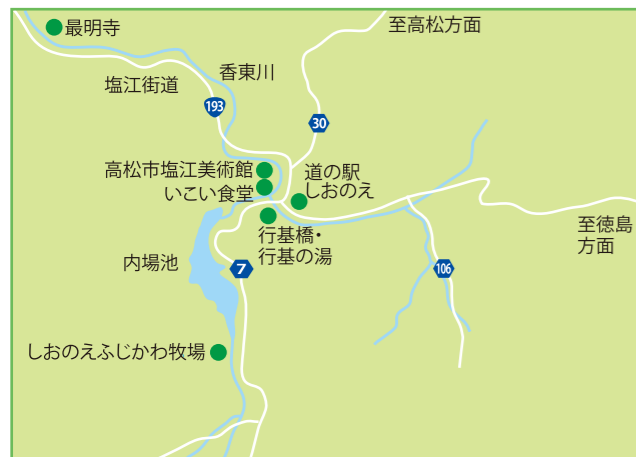 最明寺
至高松方面
香東川
塩江街道
193
30
高松市塩江美術館
いこい食堂
道の駅
しおのえ
行基橋・
行基の湯
至徳島
方面
内場池
7
106
しおのえふじかわ牧場